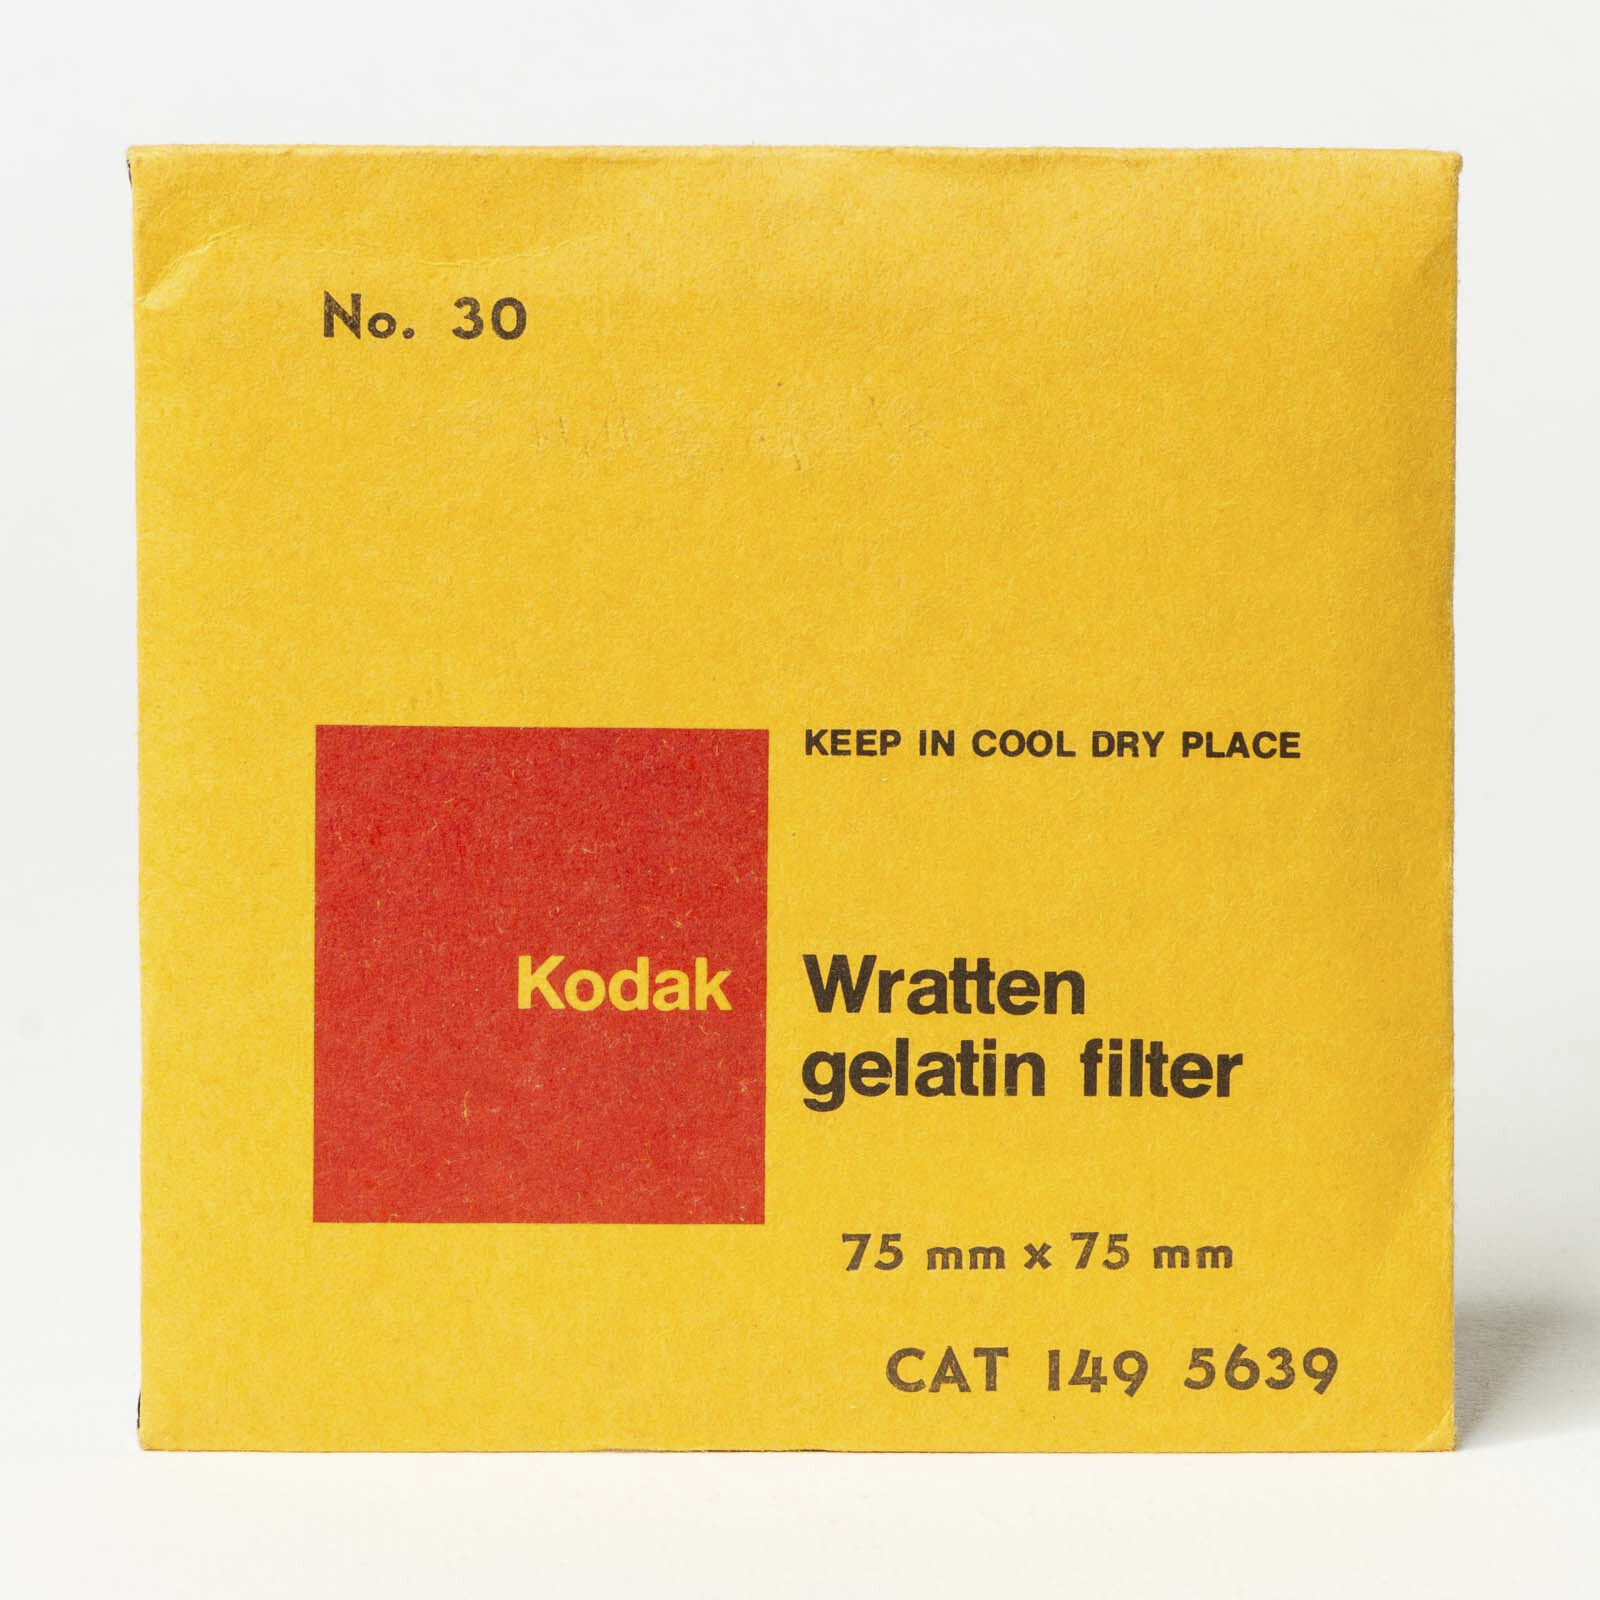 No. 30
KEEP IN COOL DRY PLACE
Kodak
Wratten
gelatin filter
75 mm x 75 mm
CAT 149 5639